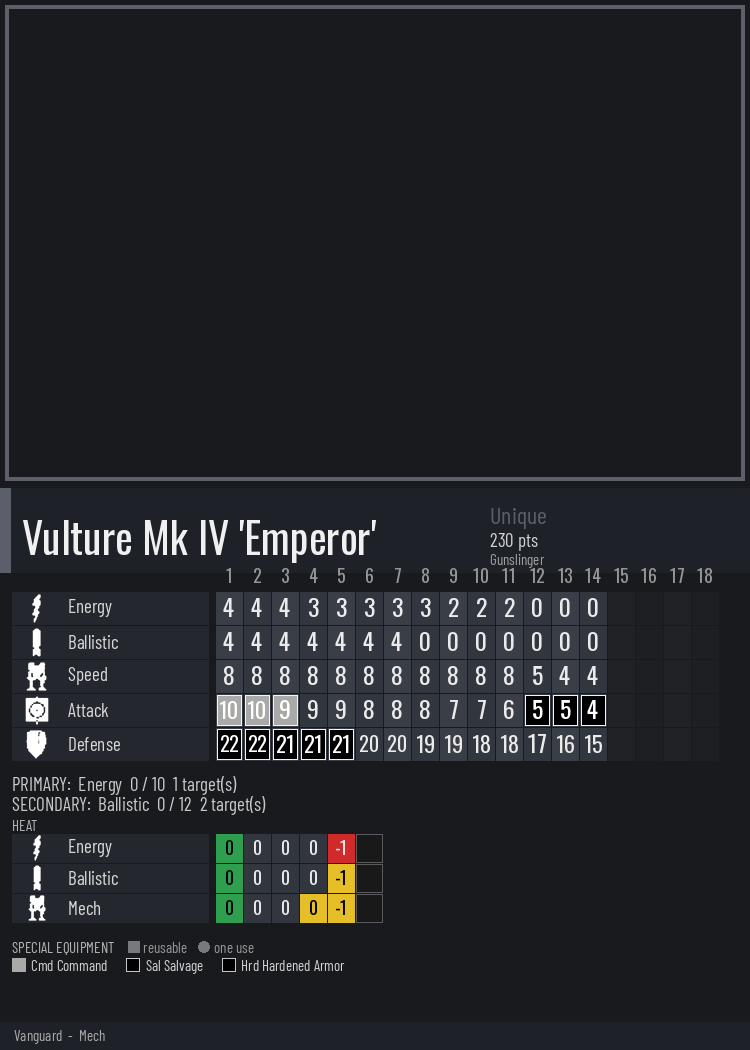 Vulture Mk IV 'Emperor'
Unique
230 pts
Gunslinger
1 2 3 4 5 6 7 8 9 10 11 12 13 14 15 16 17 18
Energy 4 4 4 3 3 3 3 3 2 2 2 0 0 0
Ballistic 4 4 4 4 4 4 4 0 0 0 0 0 0 0
Speed 8 8 8 8 8 8 8 8 8 8 8 5 4 4
Attack 10 10 9 9 9 8 8 8 7 7 6 5 5 4
Defense 22 22 21 21 21 20 20 19 19 18 18 17 16 15
PRIMARY: Energy 0 / 10 1 target(s)
SECONDARY: Ballistic 0 / 12 2 target(s)
HEAT
Energy 0 0 0 0 -1
Ballistic 0 0 0 0 -1
Mech 0 0 0 0 -1
SPECIAL EQUIPMENT reusable one use
Cmd Command Sal Salvage Hrd Hardened Armor
Vanguard - Mech